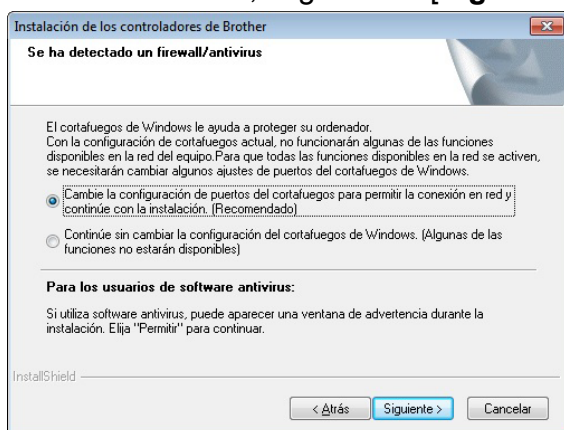 Instalación de los controladores de Brother
Se ha detectado un firewall/antivirus
El cortafuegos de Windows le ayuda a proteger su ordenador.
Con la configuración de cortafuegos actual, no funcionarán algunas de las funciones
disponibles en la red del equipo.Para que todas las funciones disponibles en la red se activen,
se necesitarán cambiar algunos ajustes de puertos del cortafuegos de Windows.
Cambie la configuración de puertos del cortafuegos para permitir la conexión en red y
continúe con la instalación. (Recomendado)
Continúe sin cambiar la configuración del cortafuegos de Windows. (Algunas de las
funciones no estarán disponibles)
Para los usuarios de software antivirus:
Si utiliza software antivirus, puede aparecer una ventana de advertencia durante la
instalación. Elija "Permitir" para continuar.
InstallShield
< Atrás Siguiente > Cancelar